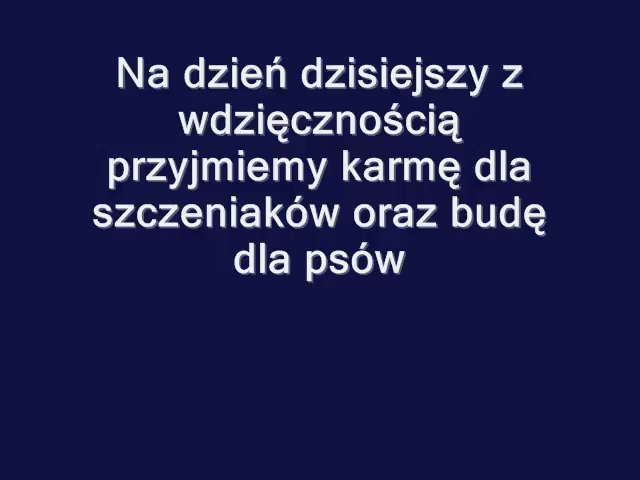 Na dzień dzisiejszy z
wdzięcznością
przyjmiemy karmę dla
szczeniaków oraz budę
dla psów